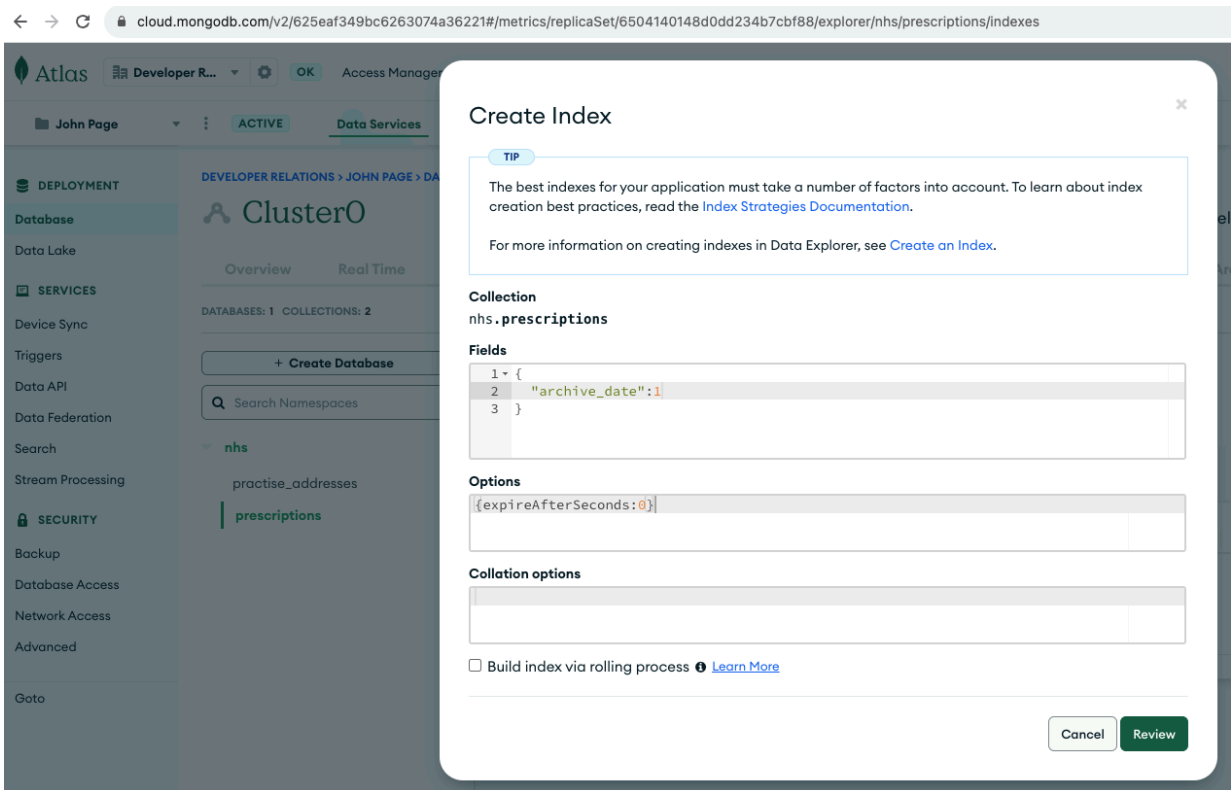 cloud.mongodb.com/v2/625eaf349bc6263074a36221#/metrics/replicaSet/6504140148d0dd234b7cbf88/explorer/nhs/prescriptions/indexes
Atlas
Developer R...
OK
Access Manager
John Page
ACTIVE
Data Services
DEPLOYMENT
Database
Data Lake
SERVICES
Device Sync
Triggers
Data API
Data Federation
Search
Stream Processing
SECURITY
Backup
Database Access
Network Access
Advanced
Goto
DEVELOPER RELATIONS > JOHN PAGE > DA
Cluster0
Overview
Real Time
DATABASES: 1 COLLECTIONS: 2
+ Create Database
Search Namespaces
nhs
practise_addresses
prescriptions
Create Index
×
TIP
The best indexes for your application must take a number of factors into account. To learn about index
creation best practices, read the Index Strategies Documentation.
For more information on creating indexes in Data Explorer, see Create an Index.
Collection
nhs.prescriptions
Fields
1 {
2 "archive_date":1
3 }
Options
{expireAfterSeconds:0}
Collation options
Build index via rolling process Learn More
Cancel
Review